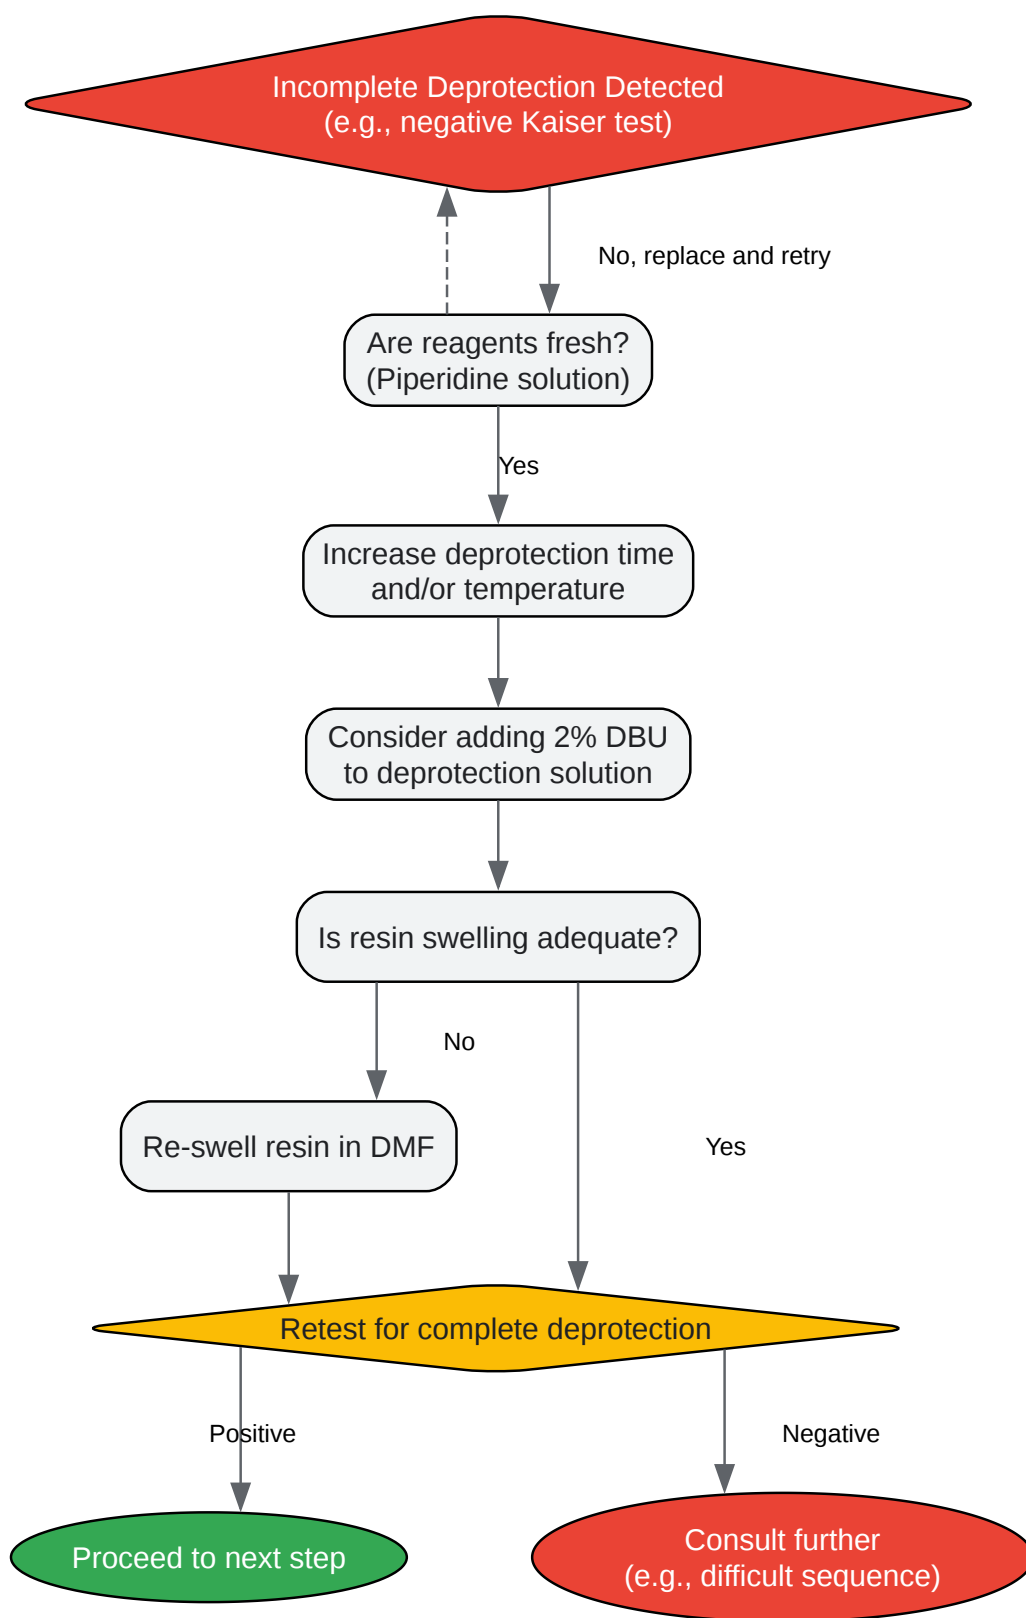 Incomplete Deprotection Detected
(e.g., negative Kaiser test)
No, replace and retry
Are reagents fresh?
(Piperidine solution)
Yes
Increase deprotection time
and/or temperature
Consider adding 2% DBU
to deprotection solution
Is resin swelling adequate?
No
Re-swell resin in DMF
Yes
Retest for complete deprotection
Positive
Negative
Proceed to next step
Consult further
(e.g., difficult sequence)